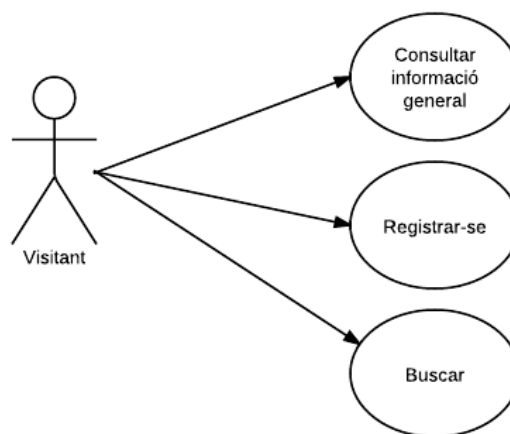 Consultar
informació
general
Registrar-se
Visitant
Buscar